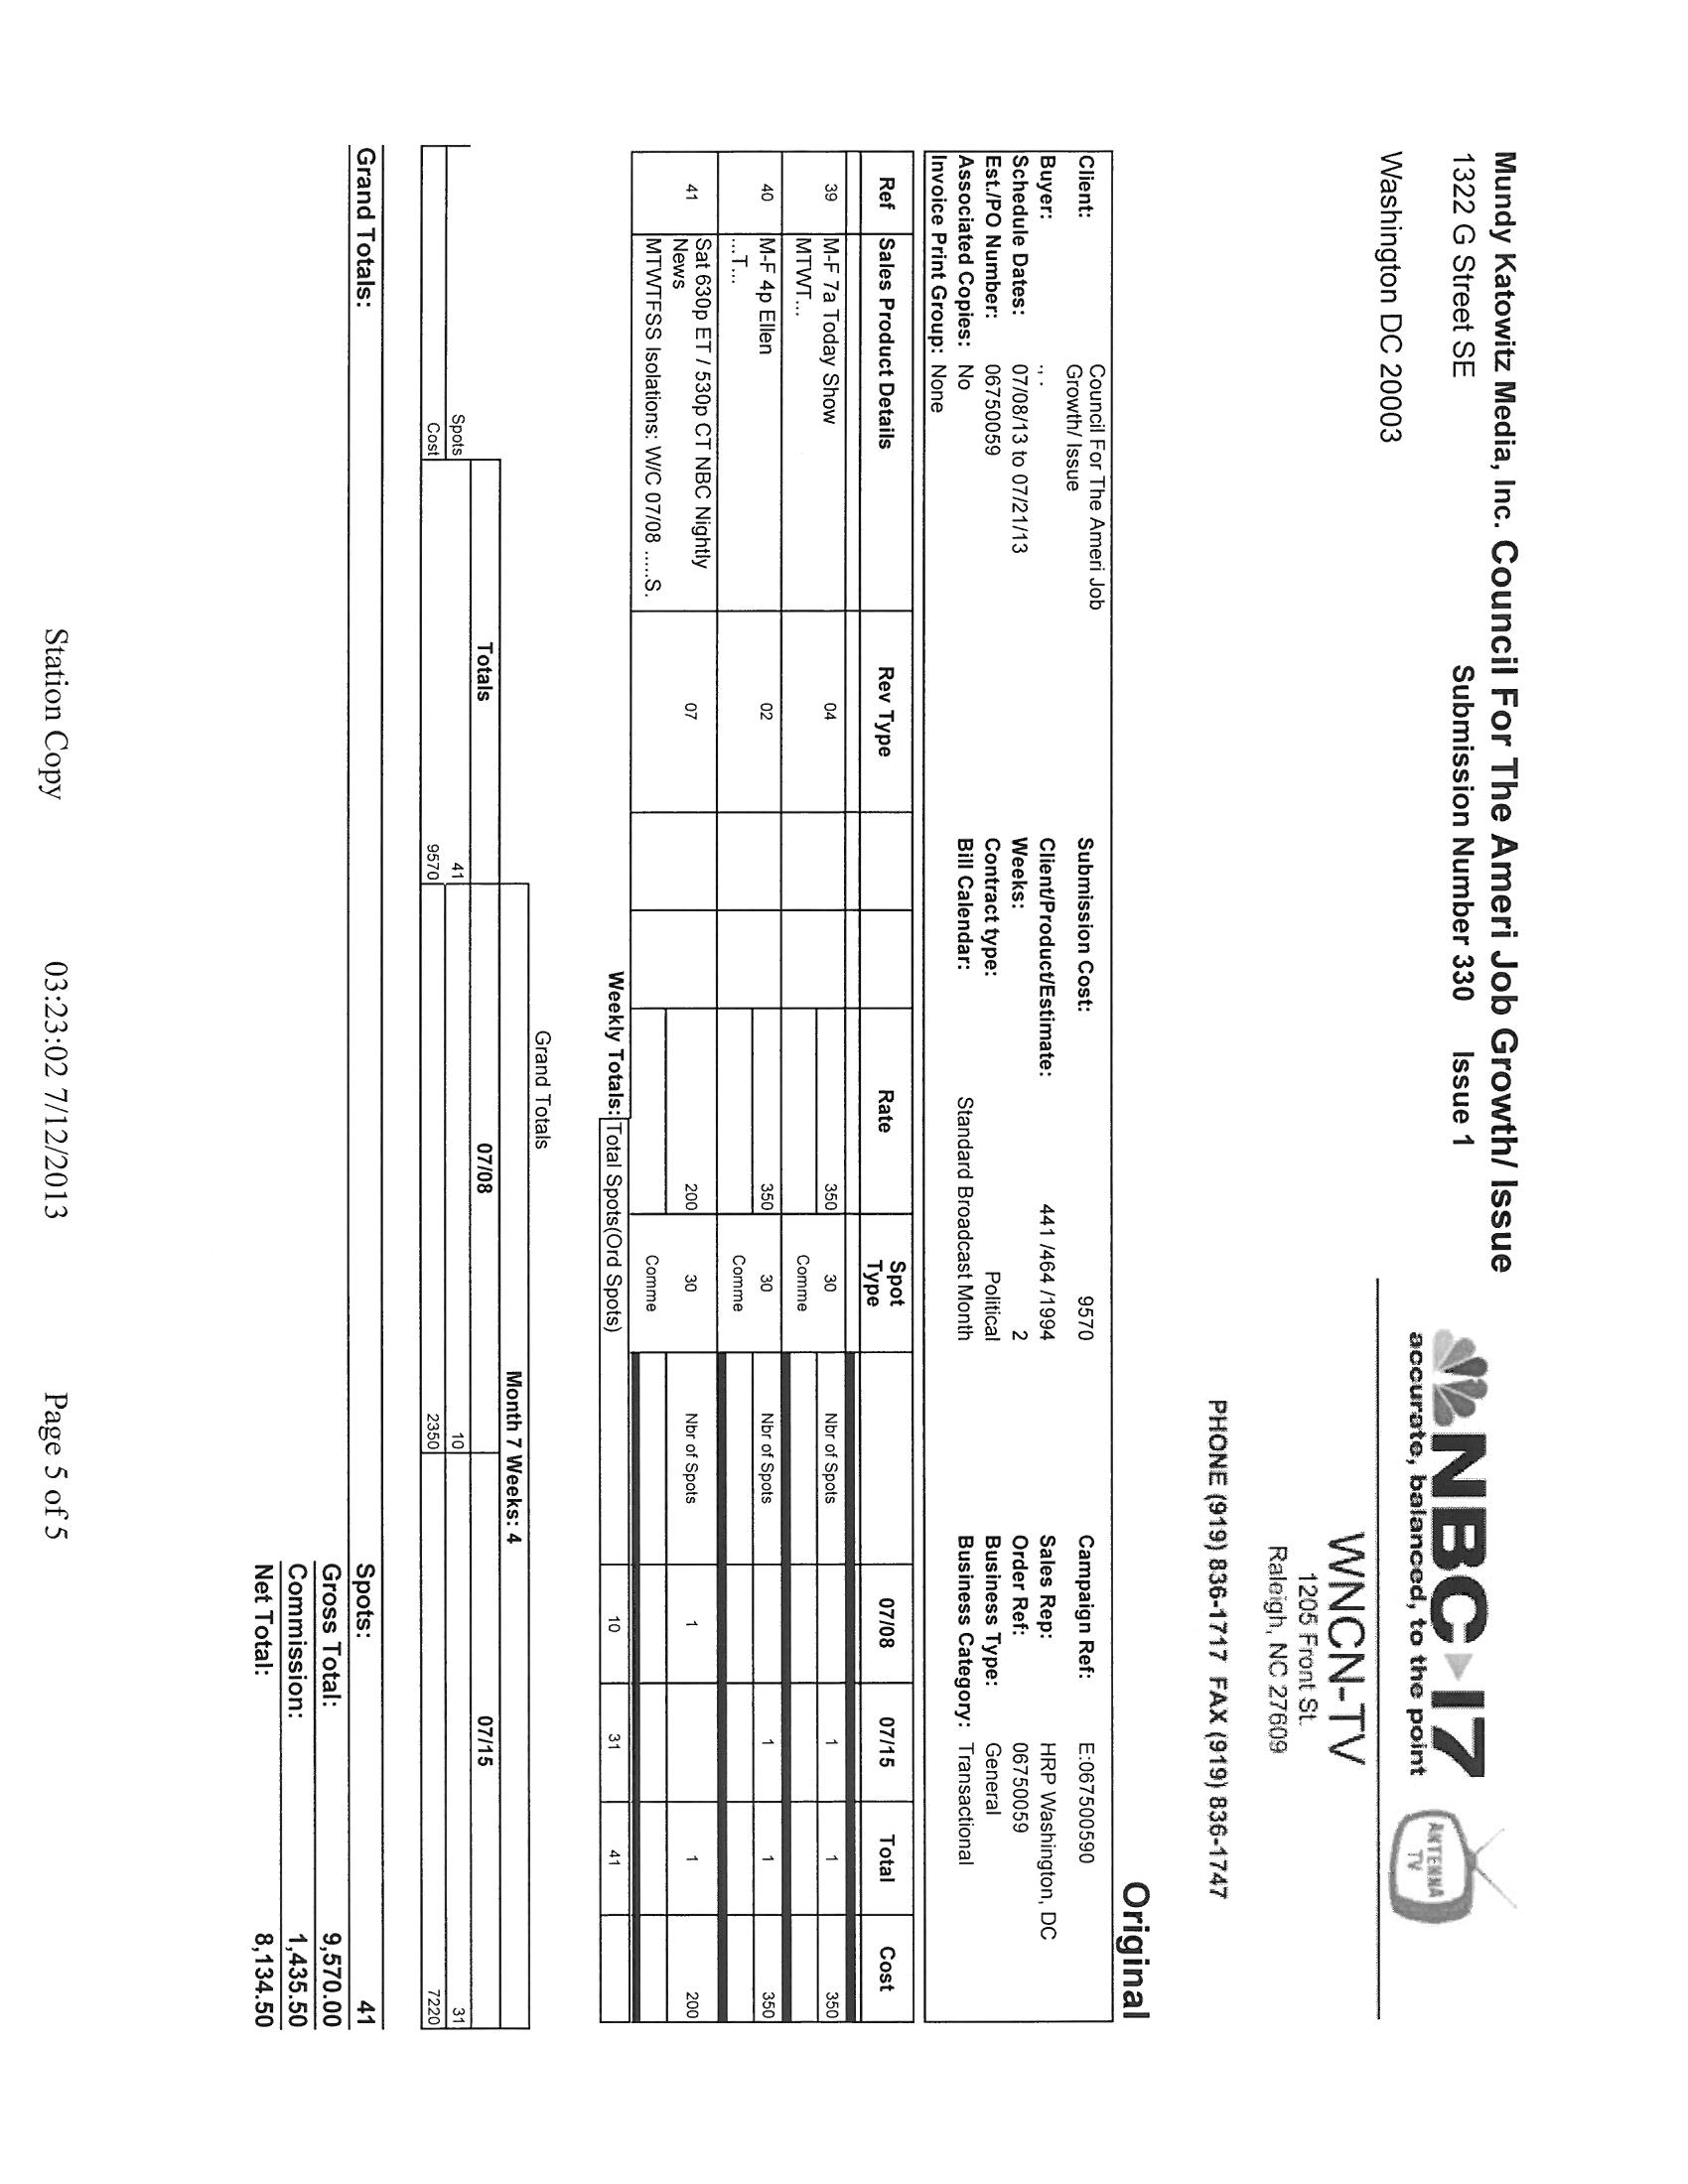 Mundy Katowitz Media, Inc. Council For The Ameri Job Growth/ Issue
1322 G Street SE Submission Number 330 Issue 1
Washington DC 20003
NBC 17
accurate, balanced, to the point
ANTENNA
TV
WNCN-TV
1205 Front St.
Raleigh, NC 27609
PHONE (919) 836-1717 FAX (919) 836-1747
Original
Client: Council For The Ameri Job Growth/ Issue Submission Cost: 9570 Campaign Ref: E:067500590
Buyer: , . Client/Product/Estimate: 441 /464 /1994 Sales Rep: HRP Washington, DC
Schedule Dates: 07/08/13 to 07/21/13 Weeks: 2 Order Ref: 06750059
Est./PO Number: 06750059 Contract type: Political Business Type: General
Associated Copies: No Bill Calendar: Standard Broadcast Month Business Category: Transactional
Invoice Print Group: None
Ref Sales Product Details Rev Type Rate Spot Type 07/08 07/15 Total Cost
39 M-F 7a Today Show 04 350 30 Nbr of Spots 1 1 350
MTWT... Comme
40 M-F 4p Ellen 02 350 30 Nbr of Spots 1 1 350
...T... Comme
41 Sat 630p ET / 530p CT NBC Nightly 07 200 30 Nbr of Spots 1 1 200
News
MTWTFSS Isolations: W/C 07/08 .....S. Comme
Weekly Totals: Total Spots(Ord Spots) 10 31 41
Grand Totals
Month 7 Weeks: 4
Totals 07/08 07/15
Spots 41 10 31
Cost 9570 2350 7220
Grand Totals: Spots: 41
Gross Total: 9,570.00
Commission: 1,435.50
Net Total: 8,134.50
Station Copy 03:23:02 7/12/2013 Page 5 of 5